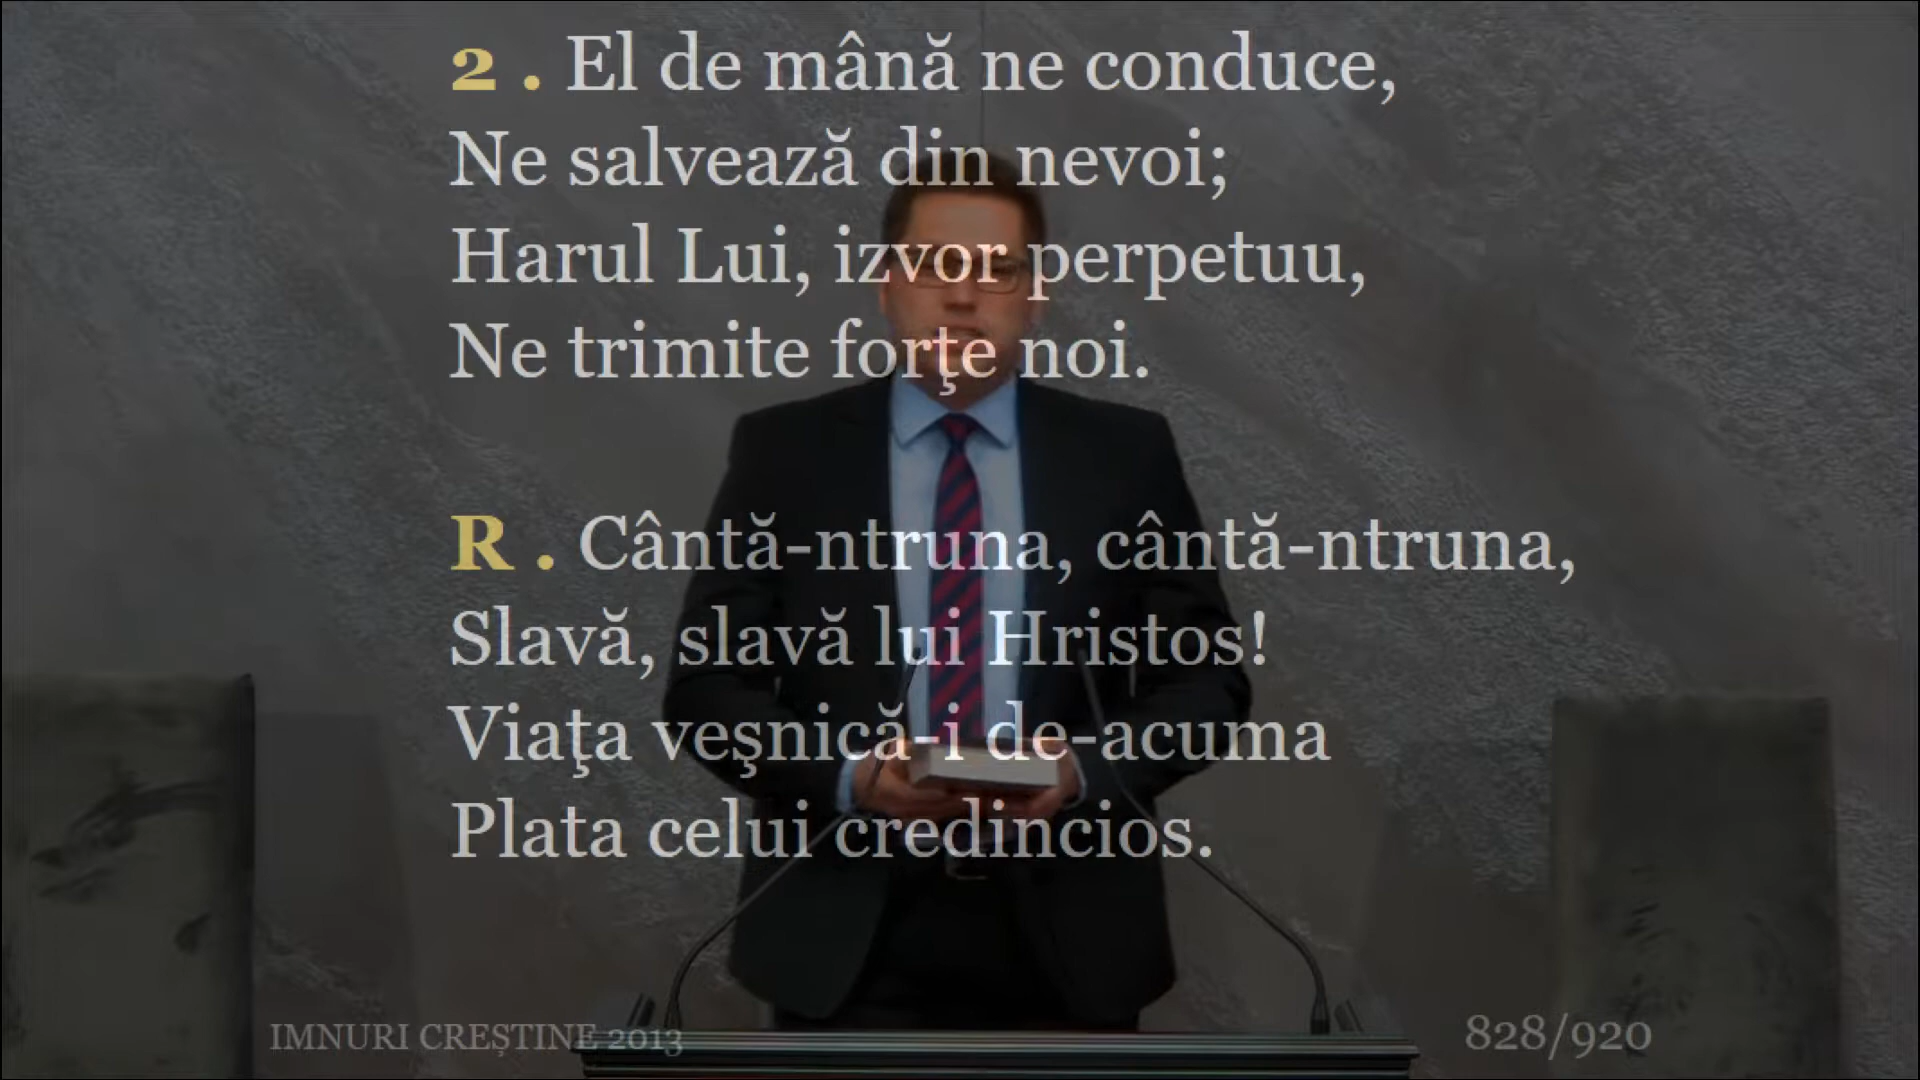 2 . El de mână ne conduce,
Ne salvează din nevoi;
Harul Lui, izvor perpetuu,
Ne trimite forţe noi.
R . Cântă-ntruna, cântă-ntruna,
Slavă, slavă lui Hristos!
Viaţa veşnică-i de-acuma
Plata celui credincios.
IMNURI CREȘTINE 2013
828/920